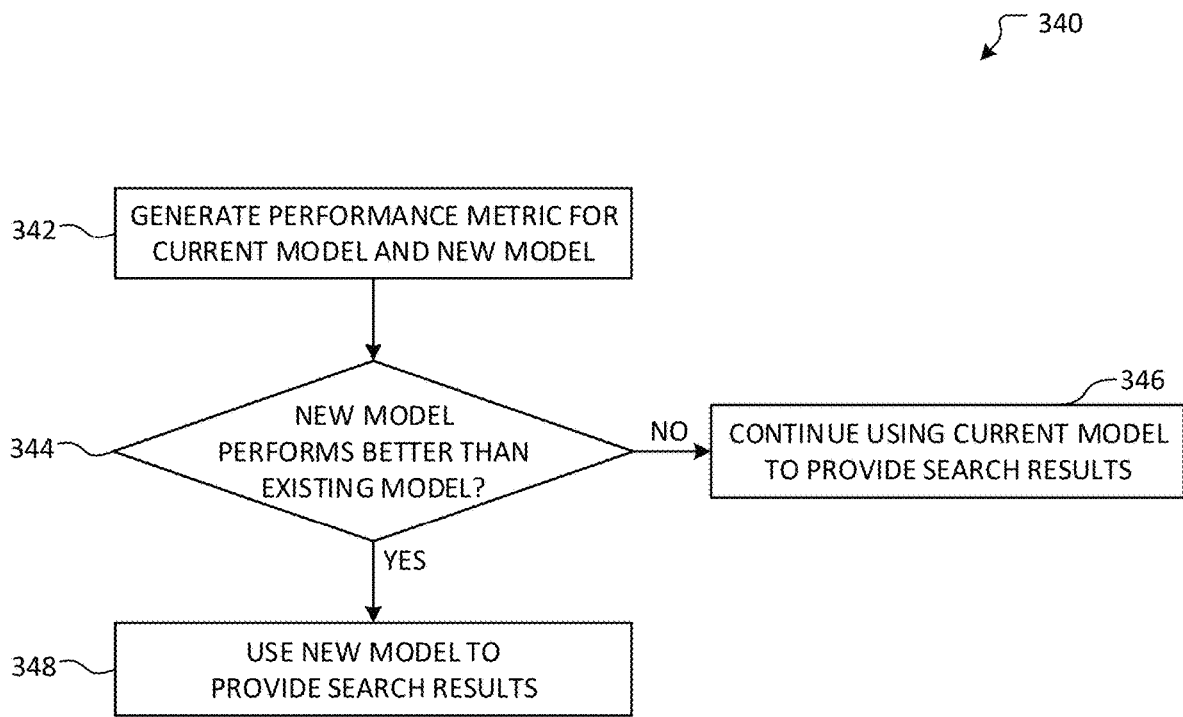 340
342
GENERATE PERFORMANCE METRIC FOR
CURRENT MODEL AND NEW MODEL
344
NEW MODEL
PERFORMS BETTER THAN
EXISTING MODEL?
NO
346
CONTINUE USING CURRENT MODEL
TO PROVIDE SEARCH RESULTS
YES
348
USE NEW MODEL TO
PROVIDE SEARCH RESULTS